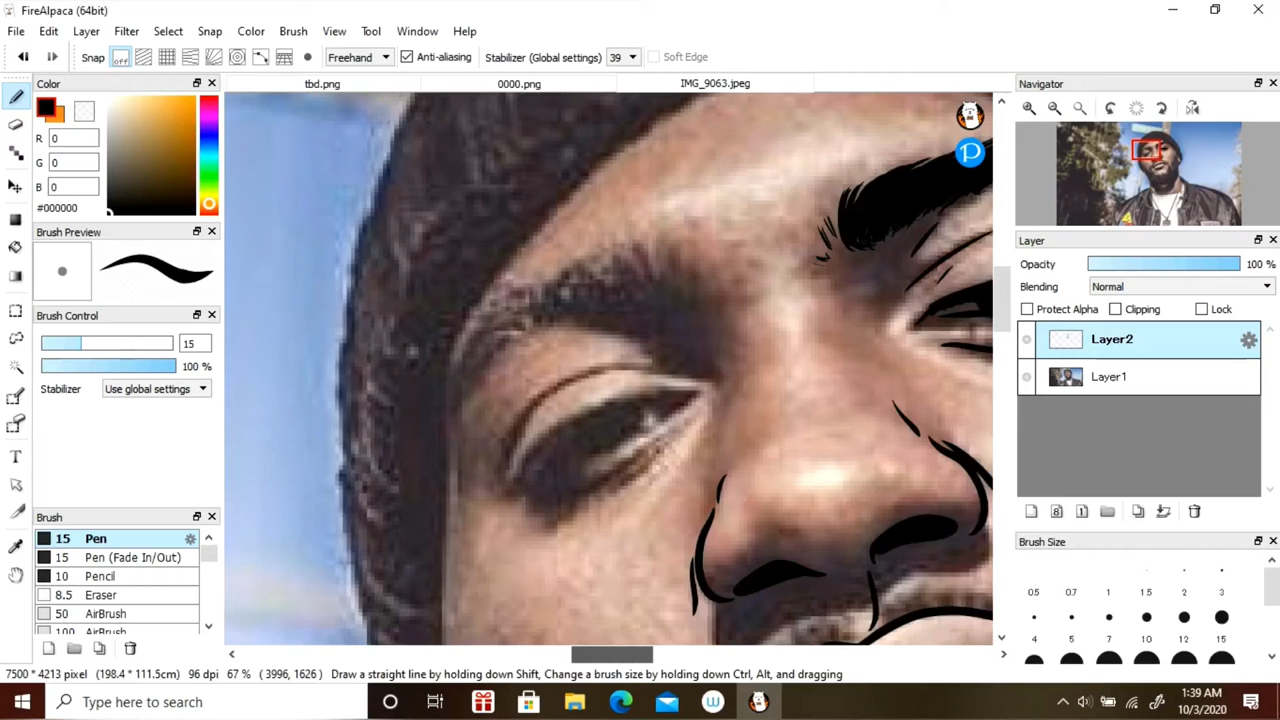 FireAlpaca (64bit)
File Edit Layer Filter Select Snap Color Brush View Tool Window Help
Snap off Freehand Anti-aliasing Stabilizer (Global settings) 39 Soft Edge
Color
tbd.png 0000.png IMG_9063.jpeg
Navigator
R 0
G 0
B 0
#000000
Brush Preview
Layer
Opacity 100 %
Blending Normal
Protect Alpha Clipping Lock
Brush Control
15
100 %
Stabilizer Use global settings
Layer2
Layer1
Brush
15 Pen
15 Pen (Fade In/Out)
10 Pencil
8.5 Eraser
50 AirBrush
100 AirBrush
8 1
Brush Size
0.5 0.7 1 1.5 2 3
4 5 7 10 12 15
7500 * 4213 pixel (198.4 * 111.5cm) 96 dpi 67 % ( 3996, 1626 ) Draw a straight line by holding down Shift, Change a brush size by holding down Ctrl, Alt, and dragging
Type here to search
1:39 AM
10/3/2020